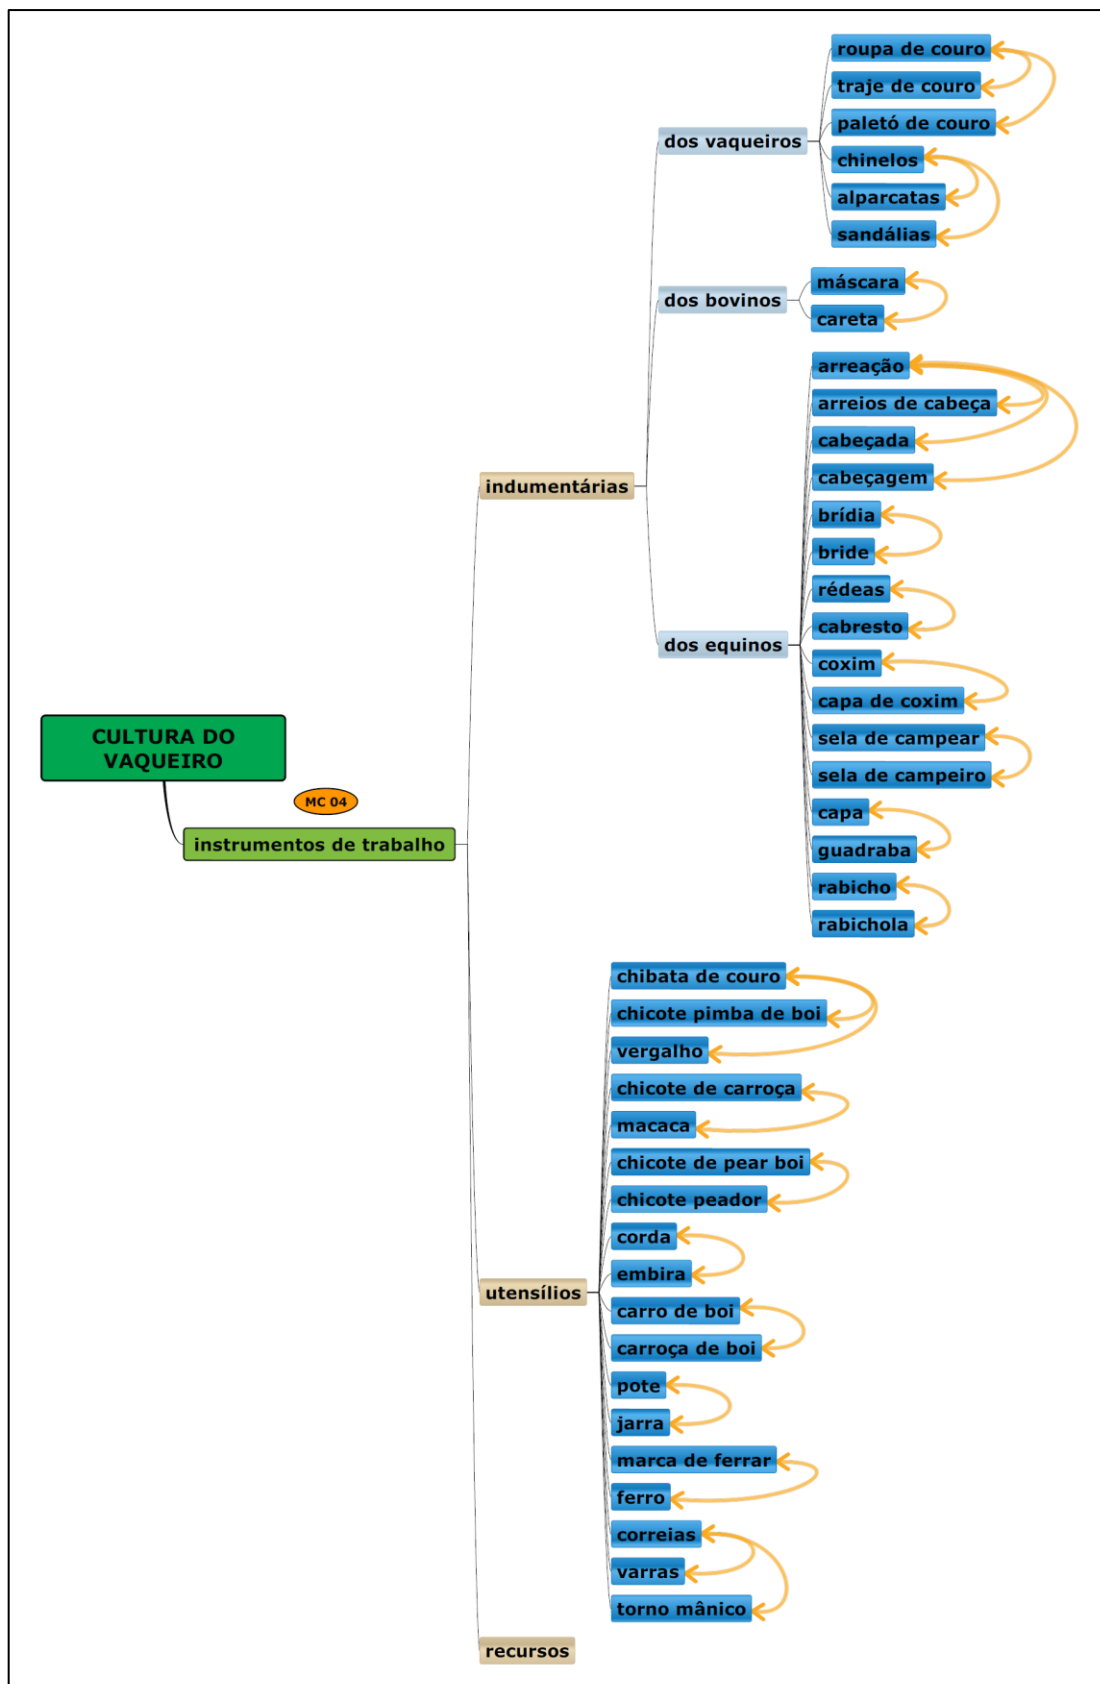 CULTURA DO
VAQUEIRO
MC 04
instrumentos de trabalho
indumentárias
dos vaqueiros
roupa de couro
traje de couro
paletó de couro
chinelos
alparcatas
sandálias
dos bovinos
máscara
careta
dos equinos
arreação
arreios de cabeça
cabeçada
cabeçagem
brídia
bride
rédeas
cabresto
coxim
capa de coxim
sela de campear
sela de campeiro
capa
guadraba
rabicho
rabichola
utensílios
chibata de couro
chicote pimba de boi
vergalho
chicote de carroça
macaca
chicote de pear boi
chicote peador
corda
embira
carro de boi
carroça de boi
pote
jarra
marca de ferrar
ferro
correias
varras
torno mânico
recursos